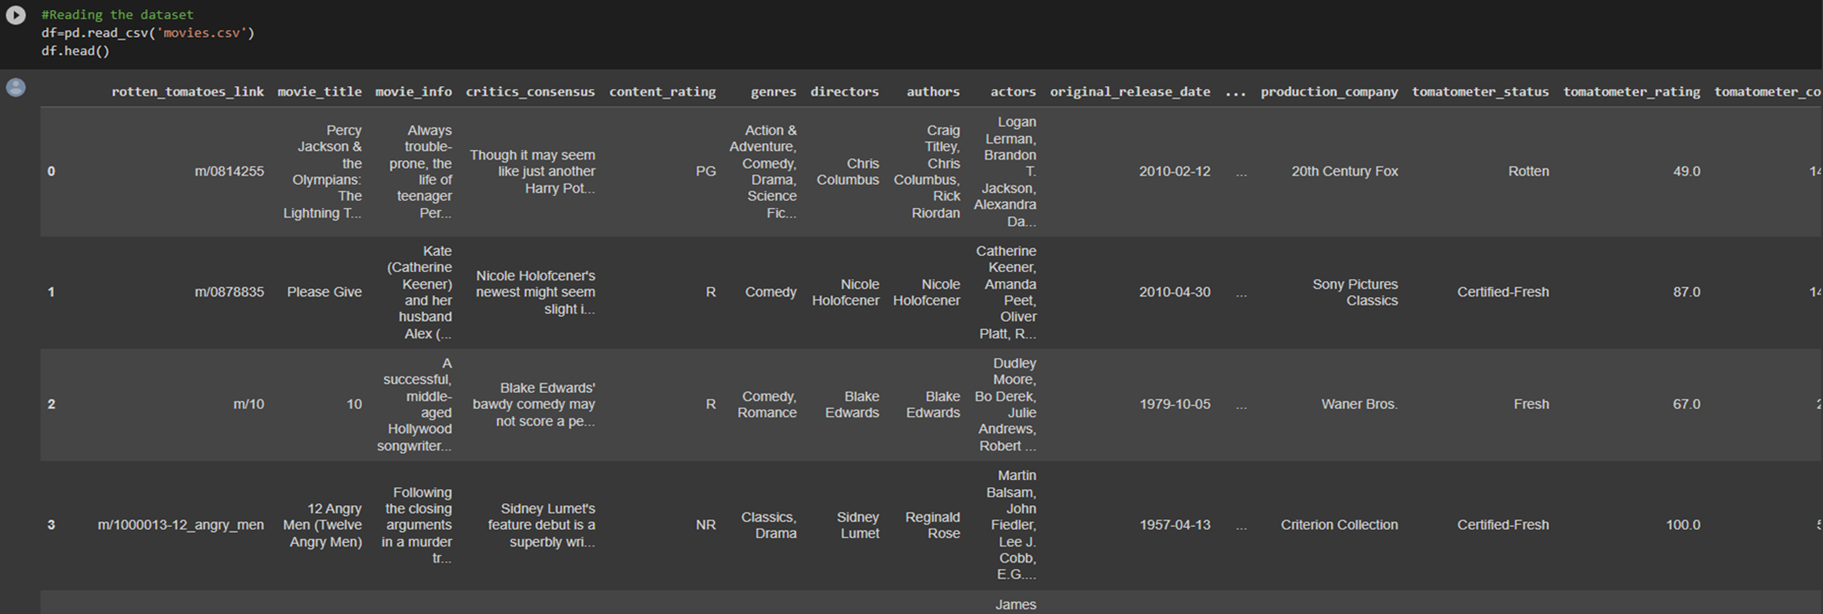 #Reading the dataset
df=pd.read_csv('movies.csv')
df.head()
rotten_tomatoes_link movie_title movie_info critics_consensus content_rating genres directors authors actors original_release_date ... production_company tomatometer_status tomatometer_rating tomatometer_co
0
m/0814255
Percy
Jackson &
the
Olympians:
The
Lightning T...
Always
trouble-
prone, the
life of
teenager
Per...
Though it may seem
like just another
Harry Pot...
PG
Action &
Adventure,
Comedy,
Drama,
Science
Fic...
Chris
Columbus
Craig
Titley,
Chris
Columbus,
Rick
Riordan
Logan
Lerman,
Brandon
T.
Jackson,
Alexandra
Da...
2010-02-12
...
20th Century Fox
Rotten
49.0
14
1
m/0878835
Please Give
Kate
(Catherine
Keener)
and her
husband
Alex (...
Nicole Holofcener's
newest might seem
slight i...
R
Comedy
Nicole
Holofcener
Nicole
Holofcener
Catherine
Keener,
Amanda
Peet,
Oliver
Platt, R...
2010-04-30
...
Sony Pictures
Classics
Certified-Fresh
87.0
14
2
m/10
10
A
successful,
middle-
aged
Hollywood
songwriter...
Blake Edwards'
bawdy comedy may
not score a pe...
R
Comedy,
Romance
Blake
Edwards
Blake
Edwards
Dudley
Moore,
Bo Derek,
Julie
Andrews,
Robert ...
1979-10-05
...
Waner Bros.
Fresh
67.0
2
3
m/1000013-12_angry_men
12 Angry
Men (Twelve
Angry Men)
Following
the closing
arguments
in a murder
tr...
Sidney Lumet's
feature debut is a
superbly wri...
NR
Classics,
Drama
Sidney
Lumet
Reginald
Rose
Martin
Balsam,
John
Fiedler,
Lee J.
Cobb,
E.G....
1957-04-13
...
Criterion Collection
Certified-Fresh
100.0
5
James